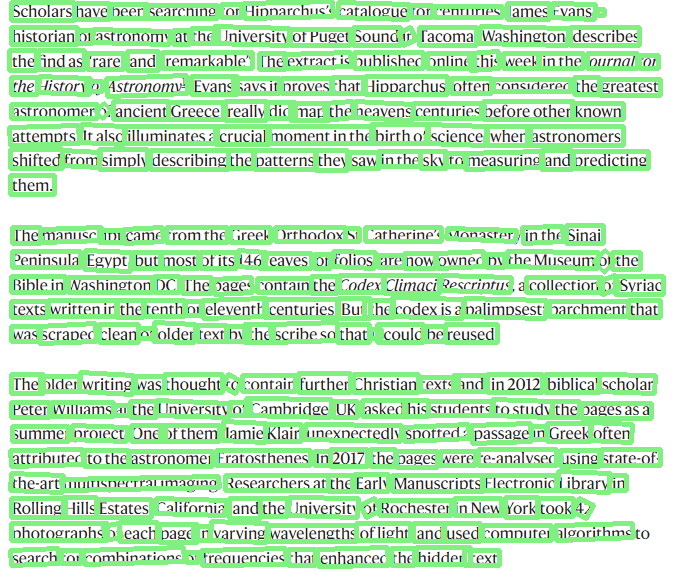 Scholars have been searching for Hipparchus's catalogue for centuries. James Evans, a
historian of astronomy at the University of Puget Sound in Tacoma, Washington, describes
the find as "rare" and "remarkable". The extract is published online this week in the Journal for
the History of Astronomy¹. Evans says it proves that Hipparchus, often considered the greatest
astronomer of ancient Greece, really did map the heavens centuries before other known
attempts. It also illuminates a crucial moment in the birth of science, when astronomers
shifted from simply describing the patterns they saw in the sky to measuring and predicting
them.
The manuscript came from the Greek Orthodox St Catherine's Monastery in the Sinai
Peninsula, Egypt, but most of its 146 leaves, or folios, are now owned by the Museum of the
Bible in Washington DC. The pages contain the Codex Climaci Rescriptus, a collection of Syriac
texts written in the tenth or eleventh centuries. But the codex is a palimpsest: parchment that
was scraped clean of older text by the scribe so that it could be reused.
The older writing was thought to contain further Christian texts and, in 2012, biblical scholar
Peter Williams at the University of Cambridge, UK, asked his students to study the pages as a
summer project. One of them, Jamie Klair, unexpectedly spotted a passage in Greek often
attributed to the astronomer Eratosthenes. In 2017, the pages were re-analysed using state-of-
the-art multispectral imaging. Researchers at the Early Manuscripts Electronic Library in
Rolling Hills Estates, California, and the University of Rochester in New York took 42
photographs of each page in varying wavelengths of light, and used computer algorithms to
search for combinations of frequencies that enhanced the hidden text.